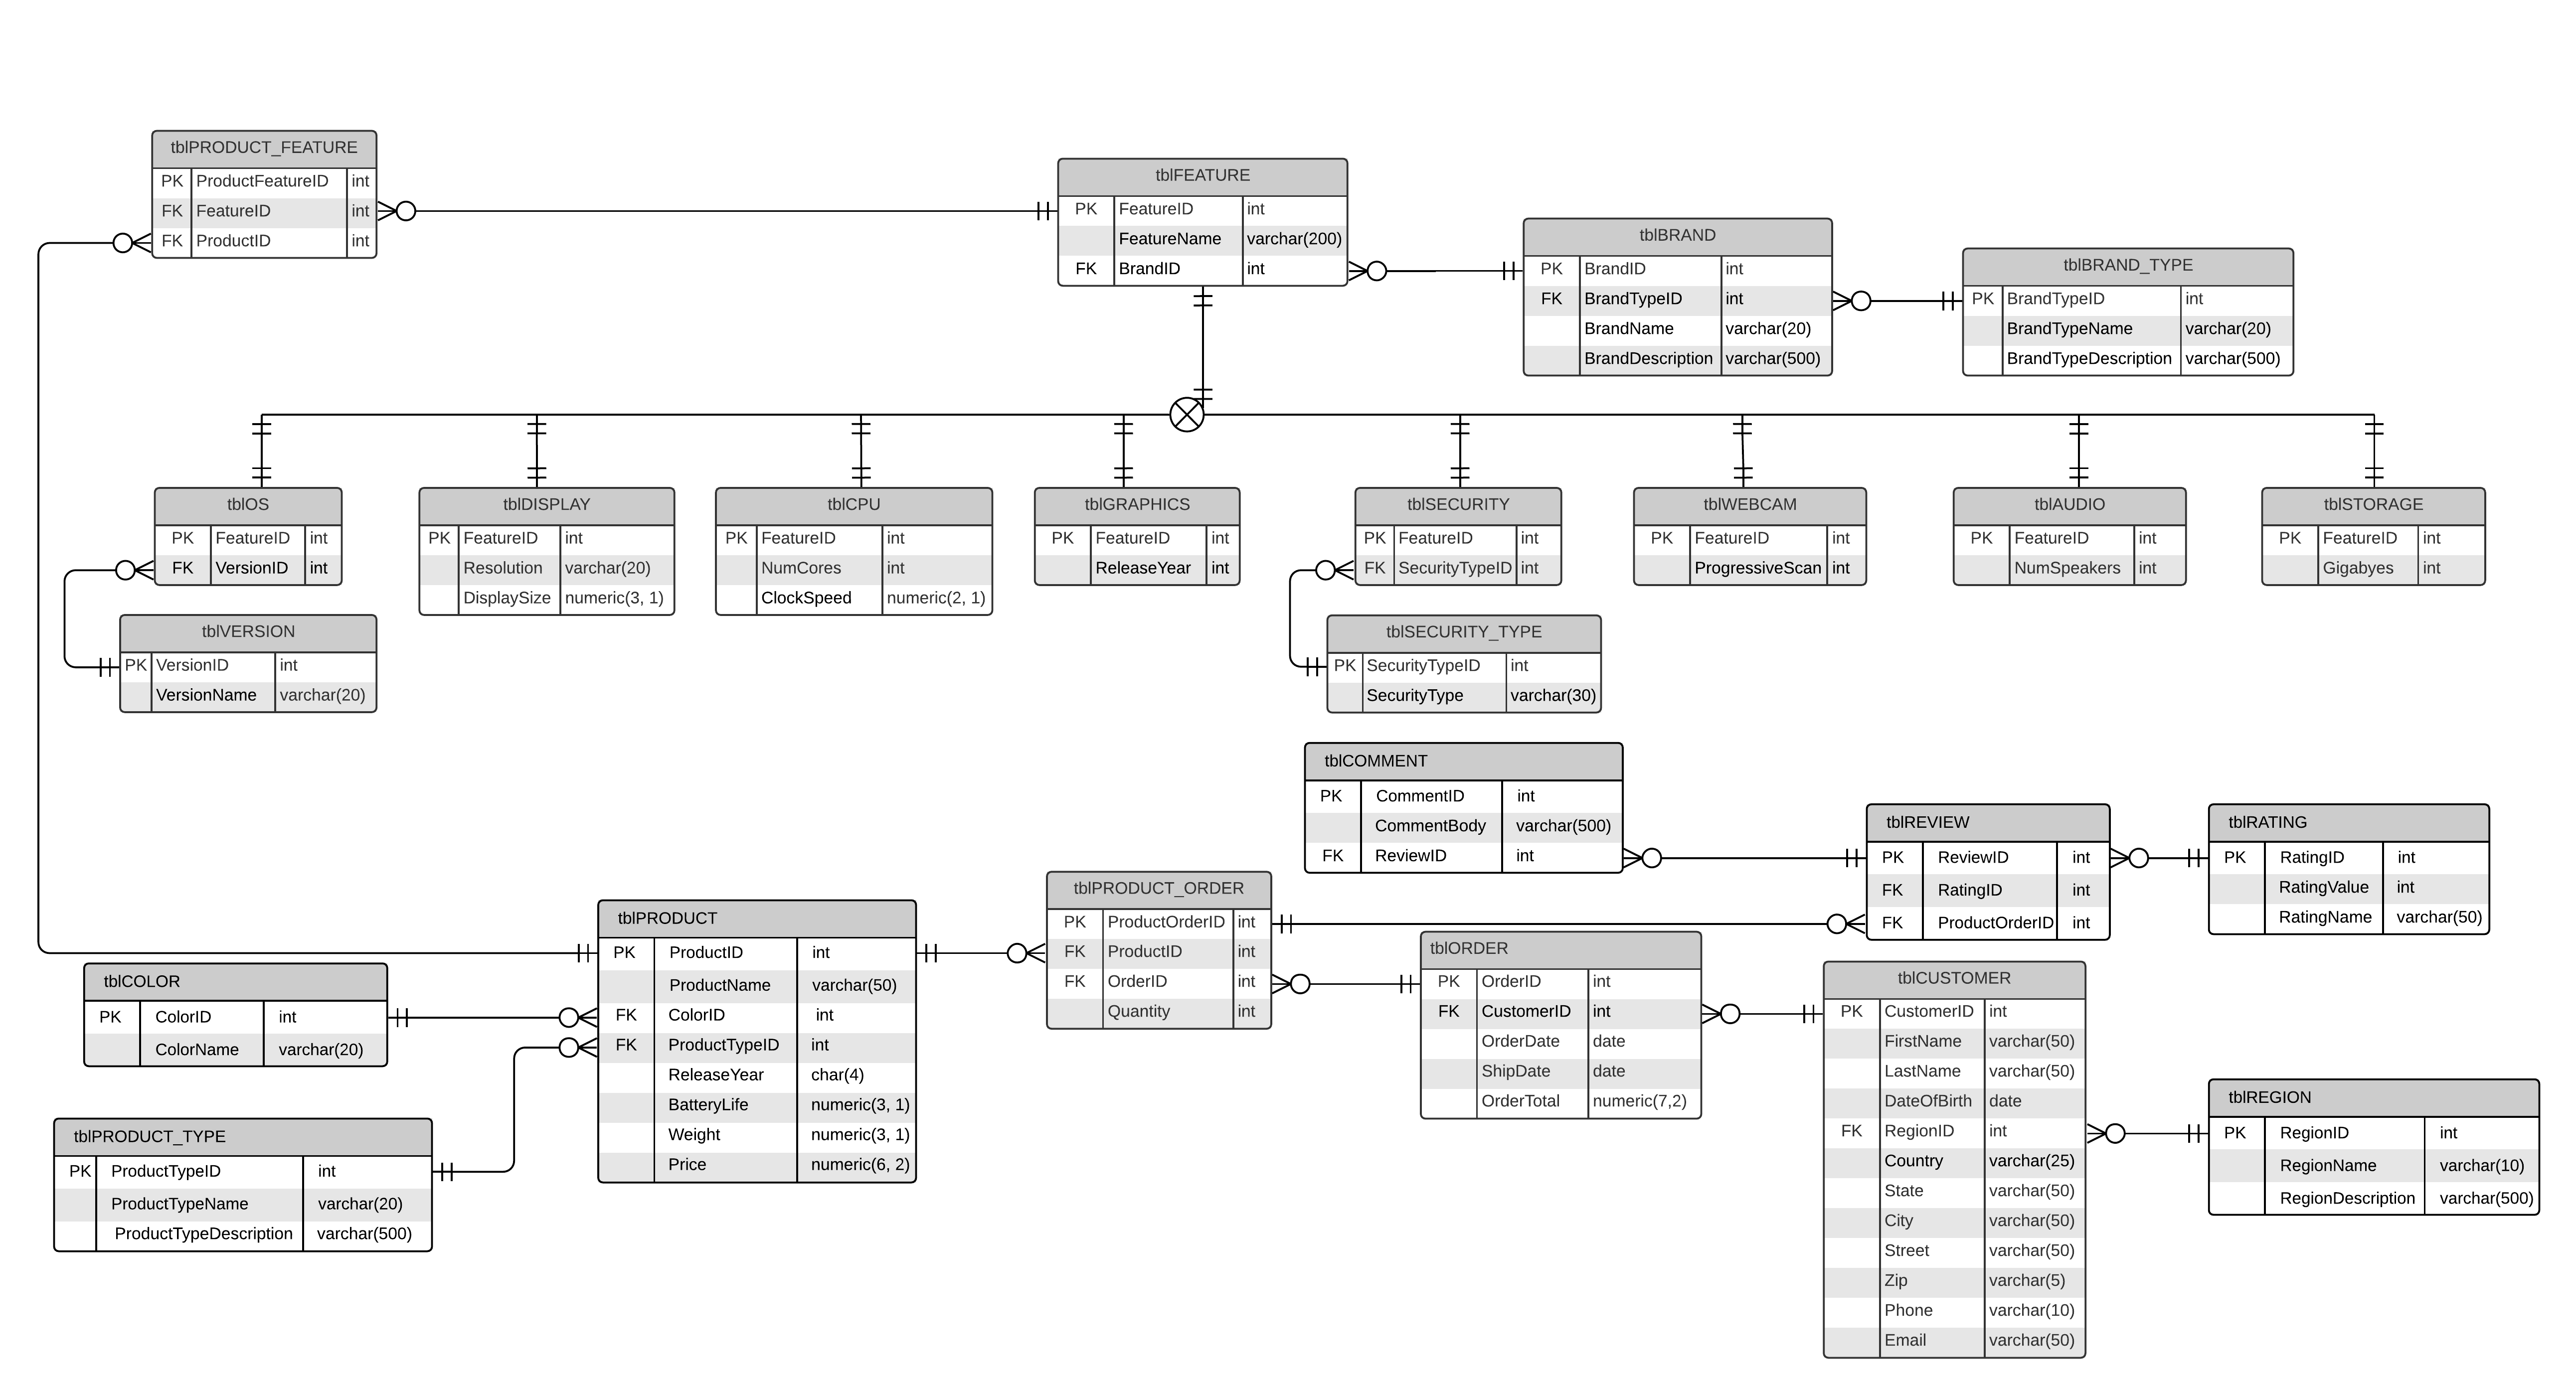 tblPRODUCT_FEATURE
PK ProductFeatureID int
FK FeatureID int
FK ProductID int
tblFEATURE
PK FeatureID int
FeatureName varchar(200)
FK BrandID int
tblBRAND
PK BrandID int
FK BrandTypeID int
BrandName varchar(20)
BrandDescription varchar(500)
tblBRAND_TYPE
PK BrandTypeID int
BrandTypeName varchar(20)
BrandTypeDescription varchar(500)
tblOS
PK FeatureID int
FK VersionID int
tblDISPLAY
PK FeatureID int
Resolution varchar(20)
DisplaySize numeric(3, 1)
tblCPU
PK FeatureID int
NumCores int
ClockSpeed numeric(2, 1)
tblGRAPHICS
PK FeatureID int
ReleaseYear int
tblSECURITY
PK FeatureID int
FK SecurityTypeID int
tblWEBCAM
PK FeatureID int
ProgressiveScan int
tblAUDIO
PK FeatureID int
NumSpeakers int
tblSTORAGE
PK FeatureID int
Gigabyes int
tblVERSION
PK VersionID int
VersionName varchar(20)
tblSECURITY_TYPE
PK SecurityTypeID int
SecurityType varchar(30)
tblCOMMENT
PK CommentID int
CommentBody varchar(500)
FK ReviewID int
tblREVIEW
PK ReviewID int
FK RatingID int
FK ProductOrderID int
tblRATING
PK RatingID int
RatingValue int
RatingName varchar(50)
tblPRODUCT
PK ProductID int
ProductName varchar(50)
FK ColorID int
FK ProductTypeID int
ReleaseYear char(4)
BatteryLife numeric(3, 1)
Weight numeric(3, 1)
Price numeric(6, 2)
tblPRODUCT_ORDER
PK ProductOrderID int
FK ProductID int
FK OrderID int
Quantity int
tblORDER
PK OrderID int
FK CustomerID int
OrderDate date
ShipDate date
OrderTotal numeric(7,2)
tblCUSTOMER
PK CustomerID int
FirstName varchar(50)
LastName varchar(50)
DateOfBirth date
FK RegionID int
Country varchar(25)
State varchar(50)
City varchar(50)
Street varchar(50)
Zip varchar(5)
Phone varchar(10)
Email varchar(50)
tblCOLOR
PK ColorID int
ColorName varchar(20)
tblPRODUCT_TYPE
PK ProductTypeID int
ProductTypeName varchar(20)
ProductTypeDescription varchar(500)
tblREGION
PK RegionID int
RegionName varchar(10)
RegionDescription varchar(500)